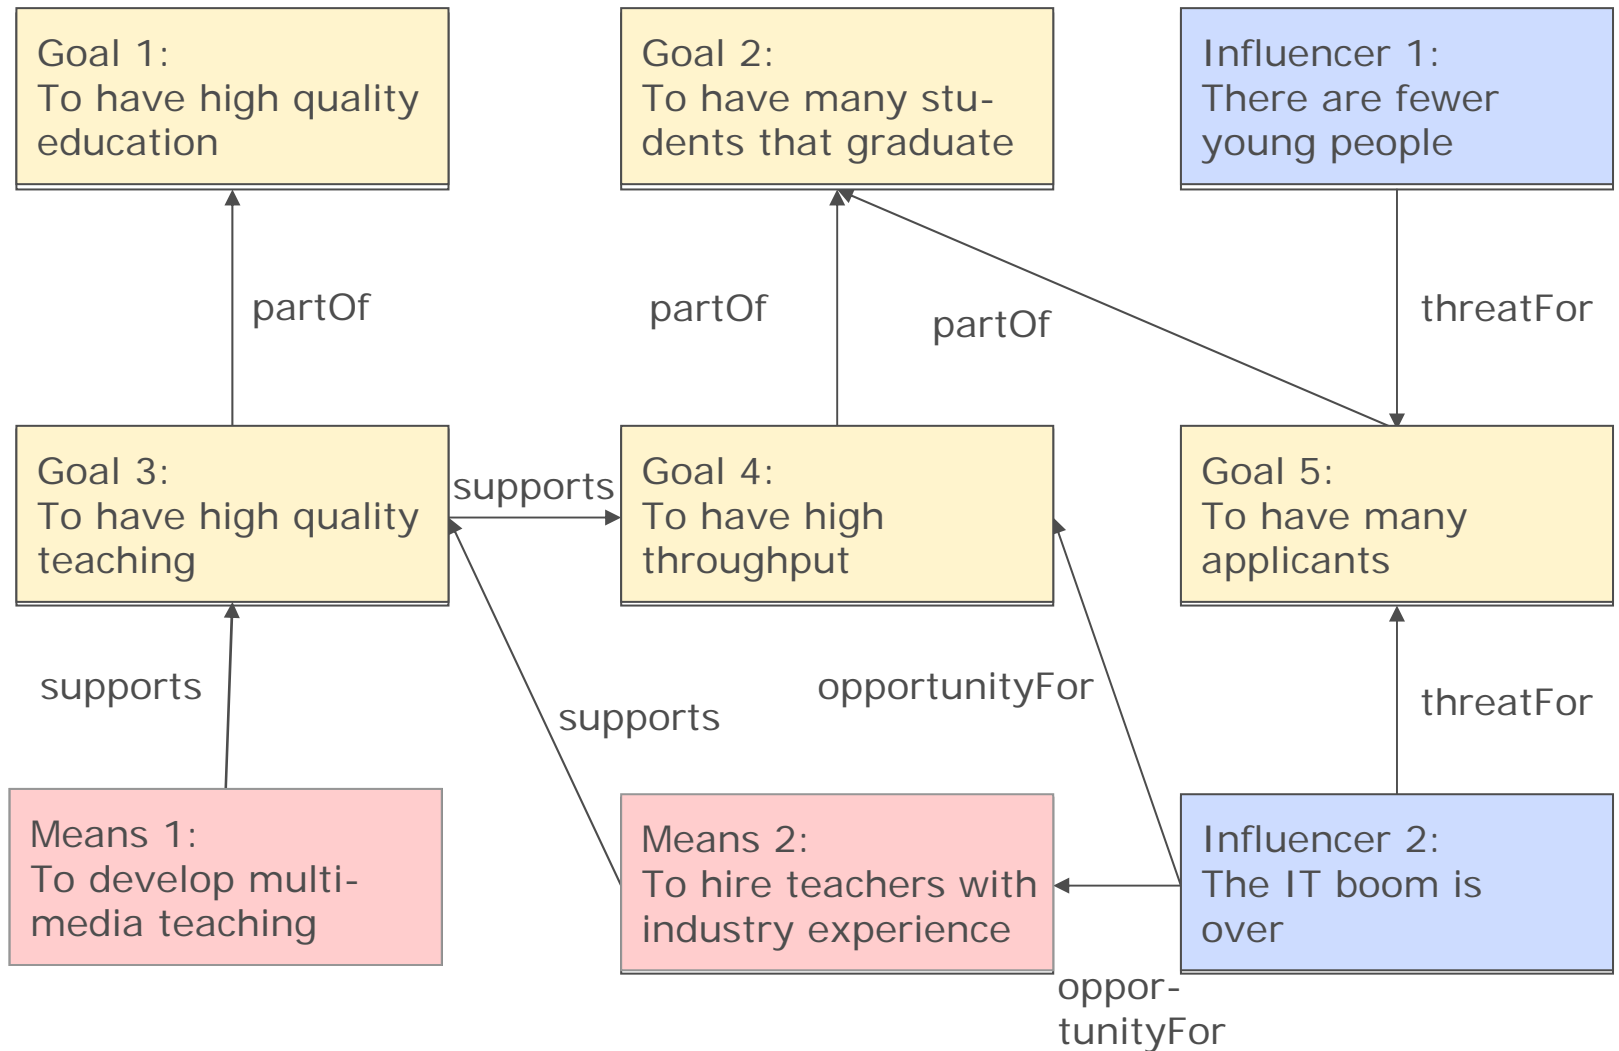 Goal 1:
To have high quality
education
Goal 2:
To have many stu-
dents that graduate
Influencer 1:
There are fewer
young people
partOf
partOf
partOf
threatFor
Goal 3:
To have high quality
teaching
supports
Goal 4:
To have high
throughput
Goal 5:
To have many
applicants
supports
supports
opportunityFor
threatFor
Means 1:
To develop multi-
media teaching
Means 2:
To hire teachers with
industry experience
Influencer 2:
The IT boom is
over
oppor-
tunityFor